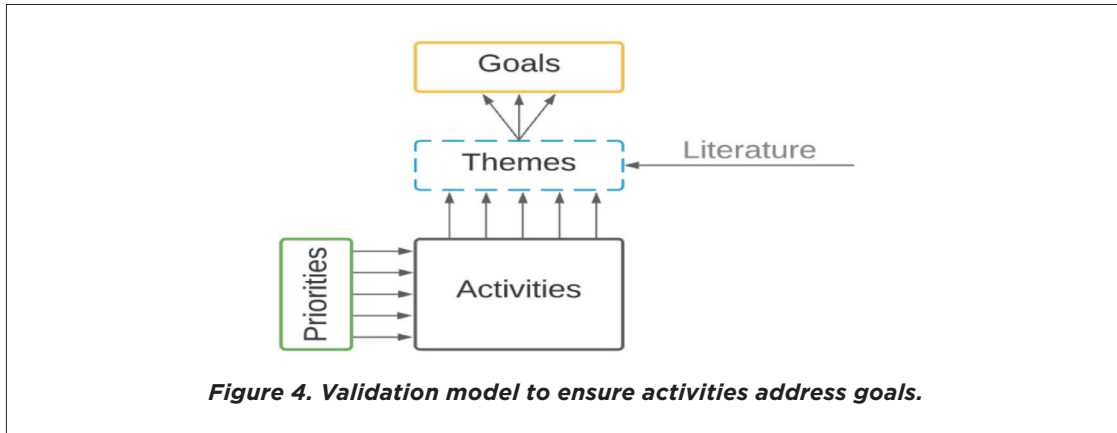 Goals
Themes
Literature
Priorities
Activities
Figure 4. Validation model to ensure activities address goals.